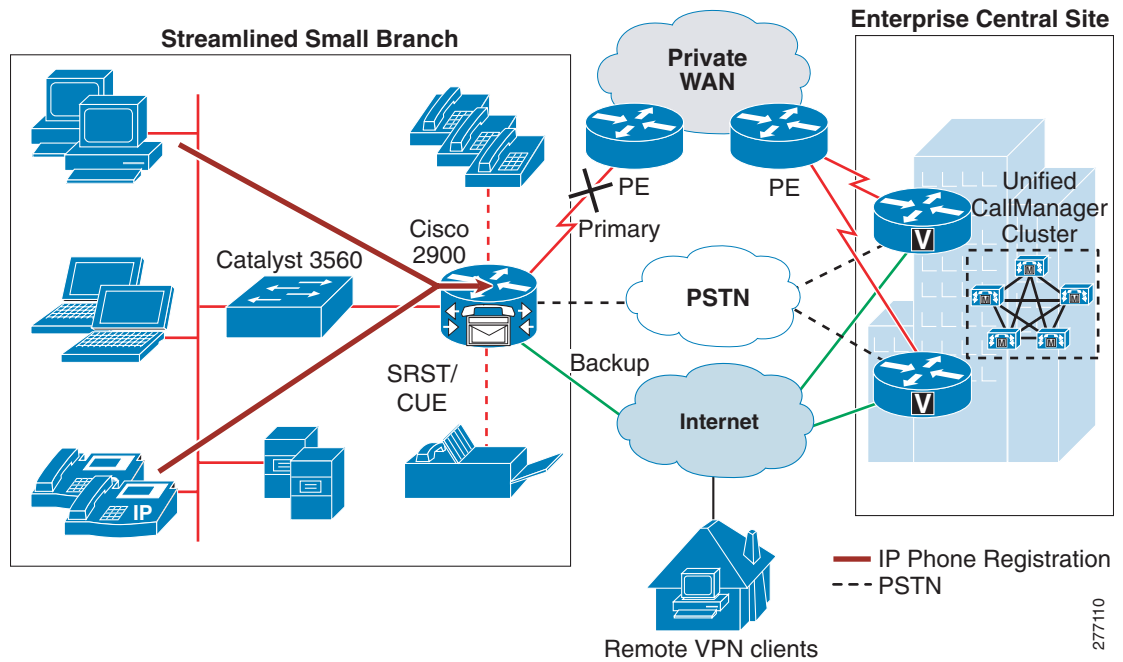 Streamlined Small Branch
Enterprise Central Site
Private
WAN
PE
PE
Primary
Unified
CallManager
Cluster
Cisco
2900
Catalyst 3560
V
M
M
M
M
M
PSTN
SRST/
CUE
Backup
Internet
V
IP
IP Phone Registration
PSTN
Remote VPN clients
277110